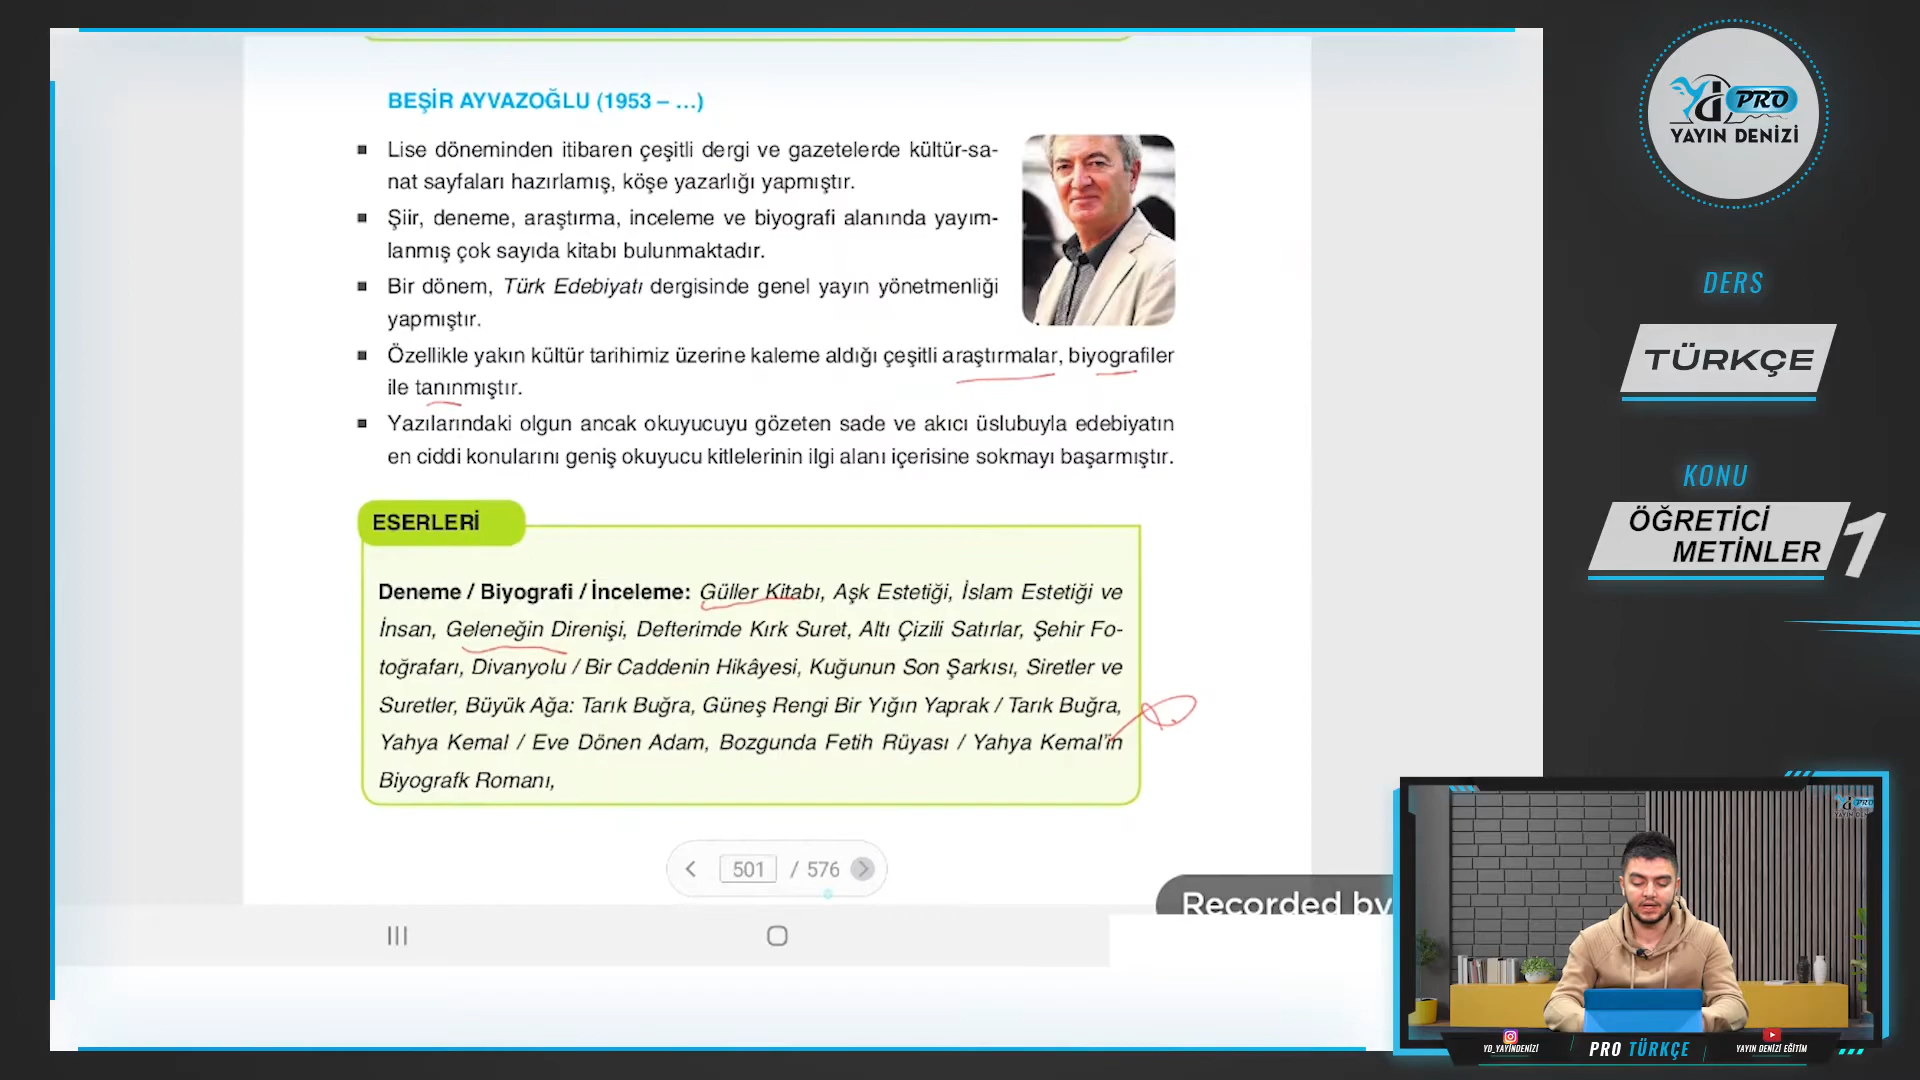 BEŞİR AYVAZOĞLU (1953 – ...)
Lise döneminden itibaren çeşitli dergi ve gazetelerde kültür-sa-
nat sayfaları hazırlamış, köşe yazarlığı yapmıştır.
Şiir, deneme, araştırma, inceleme ve biyografi alanında yayım-
lanmış çok sayıda kitabı bulunmaktadır.
Bir dönem, Türk Edebiyatı dergisinde genel yayın yönetmenliği
yapmıştır.
Özellikle yakın kültür tarihimiz üzerine kaleme aldığı çeşitli araştırmalar, biyografiler
ile tanınmıştır.
Yazılarındaki olgun ancak okuyucuyu gözeten sade ve akıcı üslubuyla edebiyatın
en ciddi konularını geniş okuyucu kitlelerinin ilgi alanı içerisine sokmayı başarmıştır.
ESERLERİ
Deneme / Biyografi / İnceleme: Güller Kitabı, Aşk Estetiği, İslam Estetiği ve
İnsan, Geleneğin Direnişi, Defterimde Kırk Suret, Altı Çizili Satırlar, Şehir Fo-
toğrafarı, Divanyolu / Bir Caddenin Hikâyesi, Kuğunun Son Şarkısı, Siretler ve
Suretler, Büyük Ağa: Tarık Buğra, Güneş Rengi Bir Yığın Yaprak / Tarık Buğra,
Yahya Kemal / Eve Dönen Adam, Bozgunda Fetih Rüyası / Yahya Kemal'in
Biyografk Romanı,
501 / 576
Recorded by
yd PRO
YAYIN DENİZİ
DERS
TÜRKÇE
KONU
ÖĞRETİCİ
METİNLER 1
YD_YAYINDENIZI
PRO TÜRKÇE
YAYIN DENİZİ EĞİTİM